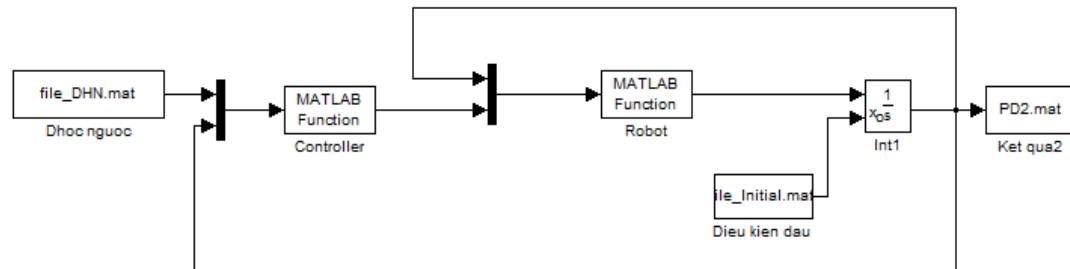 file_DHN.mat
Dhoc nguoc
MATLAB
Function
Controller
MATLAB
Function
Robot
1
s
xo
Int1
ile_Initial.mat
Dieu kien dau
PD2.mat
Ket qua2